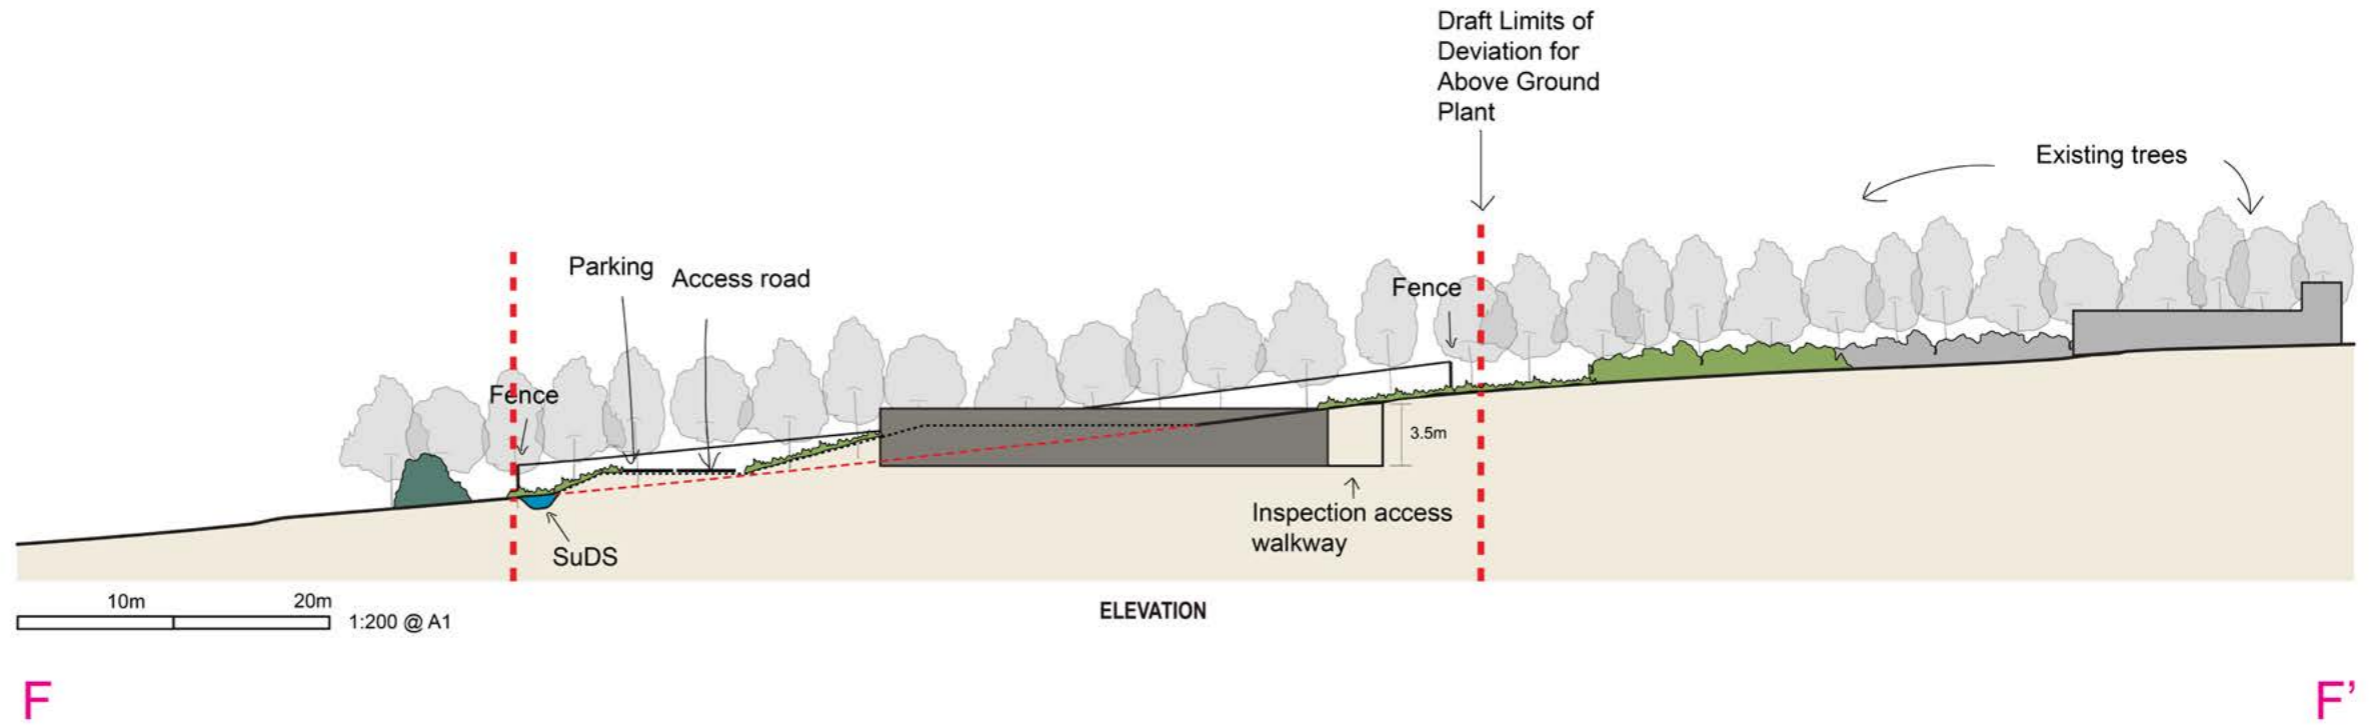 Draft Limits of
Deviation for
Above Ground
Plant
Existing trees
Parking
Access road
Fence
Fence
3.5m
Inspection access
walkway
SuDS
10m
20m
1:200 @ A1
ELEVATION
F
F’